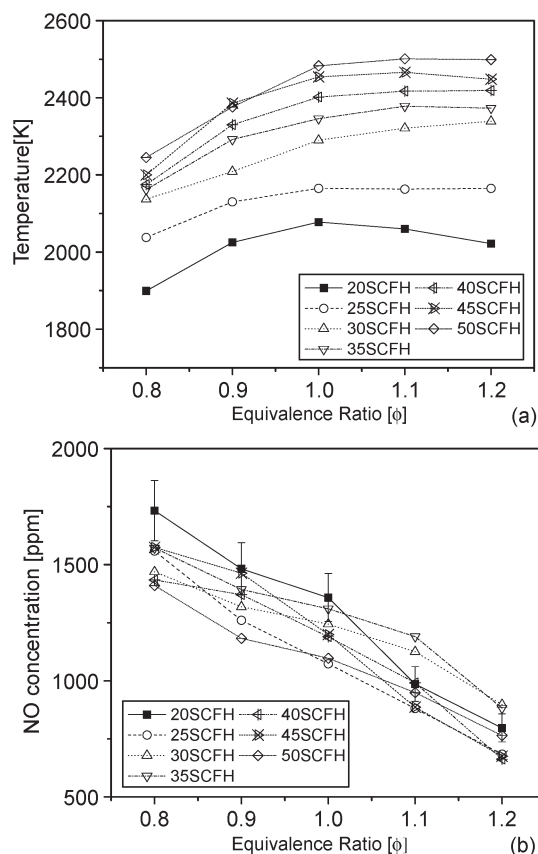 2600
2400
2200
2000
1800
Temperature[K]
20SCFH 40SCFH
25SCFH 45SCFH
30SCFH 50SCFH
35SCFH
0.8 0.9 1.0 1.1 1.2
Equivalence Ratio [ϕ]
(a)
2000
1500
1000
500
NO concentration [ppm]
20SCFH 40SCFH
25SCFH 45SCFH
30SCFH 50SCFH
35SCFH
0.8 0.9 1.0 1.1 1.2
Equivalence Ratio [ϕ]
(b)